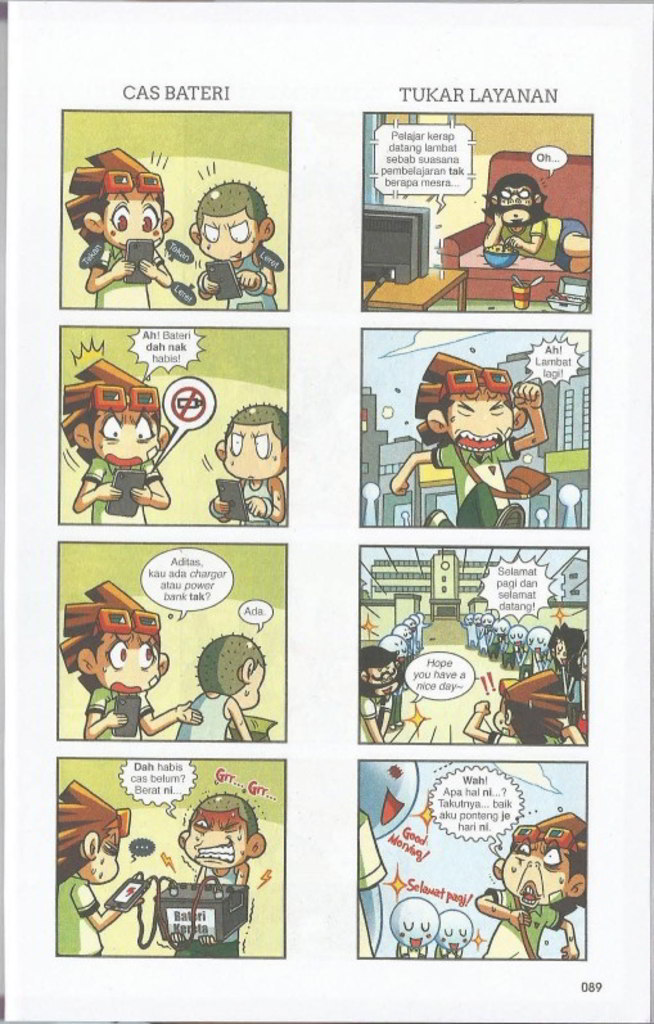 CAS BATERI
Tekan
Tekan
Leret
Leret
Ah! Bateri
dah nak
habis!
Aditas,
kau ada charger
atau power
bank tak?
Ada.
Dah habis
cas belum?
Berat ni...
Grr... Grr...
Bateri
Kereta
TUKAR LAYANAN
Pelajar kerap
datang lambat
sebab suasana
pembelajaran tak
berapa mesra...
Oh...
Ah!
Lambat
lagi!
Selamat
pagi dan
selamat
datang!
Hope
you have a
nice day~
!!
Wah!
Apa hal ni...?
Takutnya... baik
aku ponteng je
hari ni.
Good
Morning!
Selamat pagi!
089